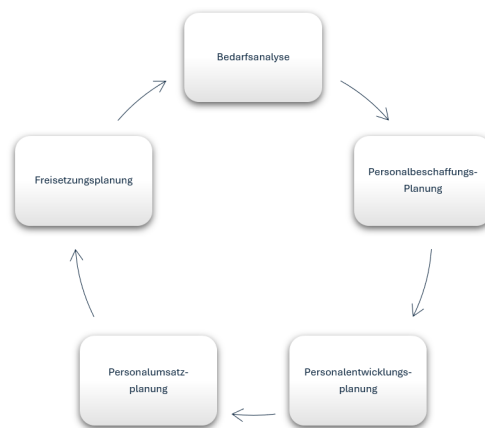 Bedarfsanalyse
Personalbeschaffungs-
Planung
Personalentwicklungs-
planung
Personalumsatz-
planung
Freisetzungsplanung